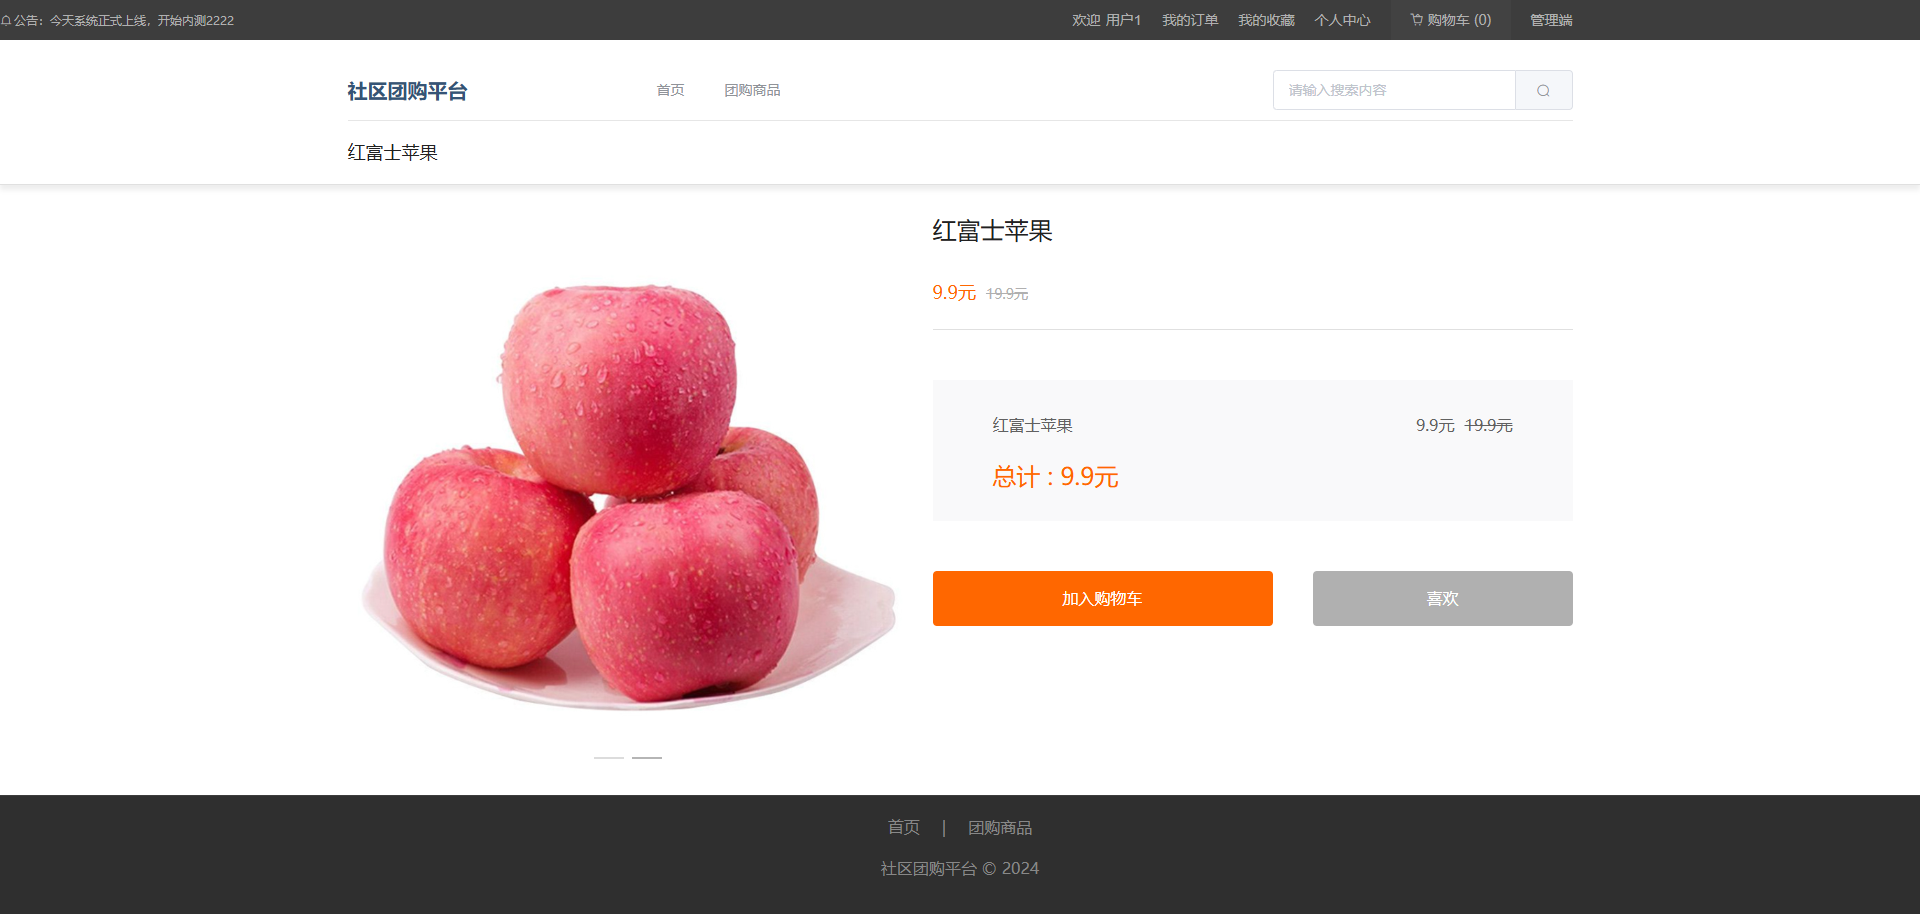 公告：今天系统正式上线，开始内测2222
欢迎 用户1 我的订单 我的收藏 个人中心 购物车 (0) 管理端
社区团购平台 首页 团购商品 请输入搜索内容
红富士苹果
红富士苹果
9.9元 19.9元
红富士苹果 9.9元 19.9元
总计：9.9元
加入购物车 喜欢
首页 | 团购商品
社区团购平台 © 2024